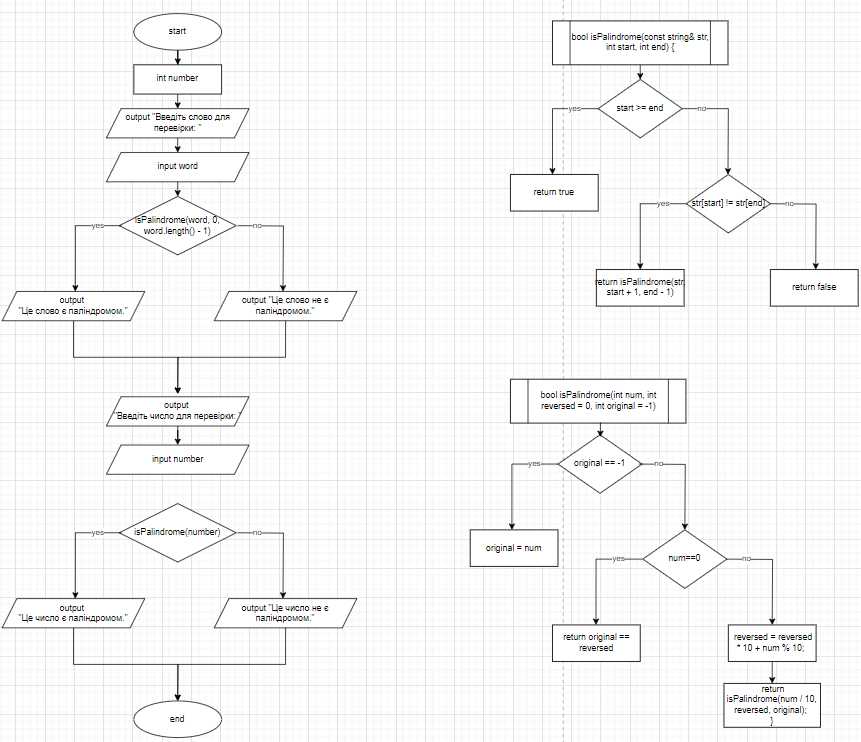 start
int number
output "Введіть слово для
перевірки: "
input word
isPalindrome(word, 0,
word.length() - 1)
yes
no
output
"Це слово є паліндромом."
output "Це слово не є
паліндромом."
output
"Введіть число для перевірки: "
input number
isPalindrome(number)
yes
no
output
"Це число є паліндромом."
output "Це число не є
паліндромом."
end
bool isPalindrome(const string& str,
int start, int end) {
start >= end
yes
no
return true
str[start] != str[end]
yes
no
return isPalindrome(str,
start + 1, end - 1)
return false
bool isPalindrome(int num, int
reversed = 0, int original = -1)
original == -1
yes
no
original = num
num==0
yes
no
return original ==
reversed
reversed = reversed
* 10 + num % 10;
return
isPalindrome(num / 10,
reversed, original);
}